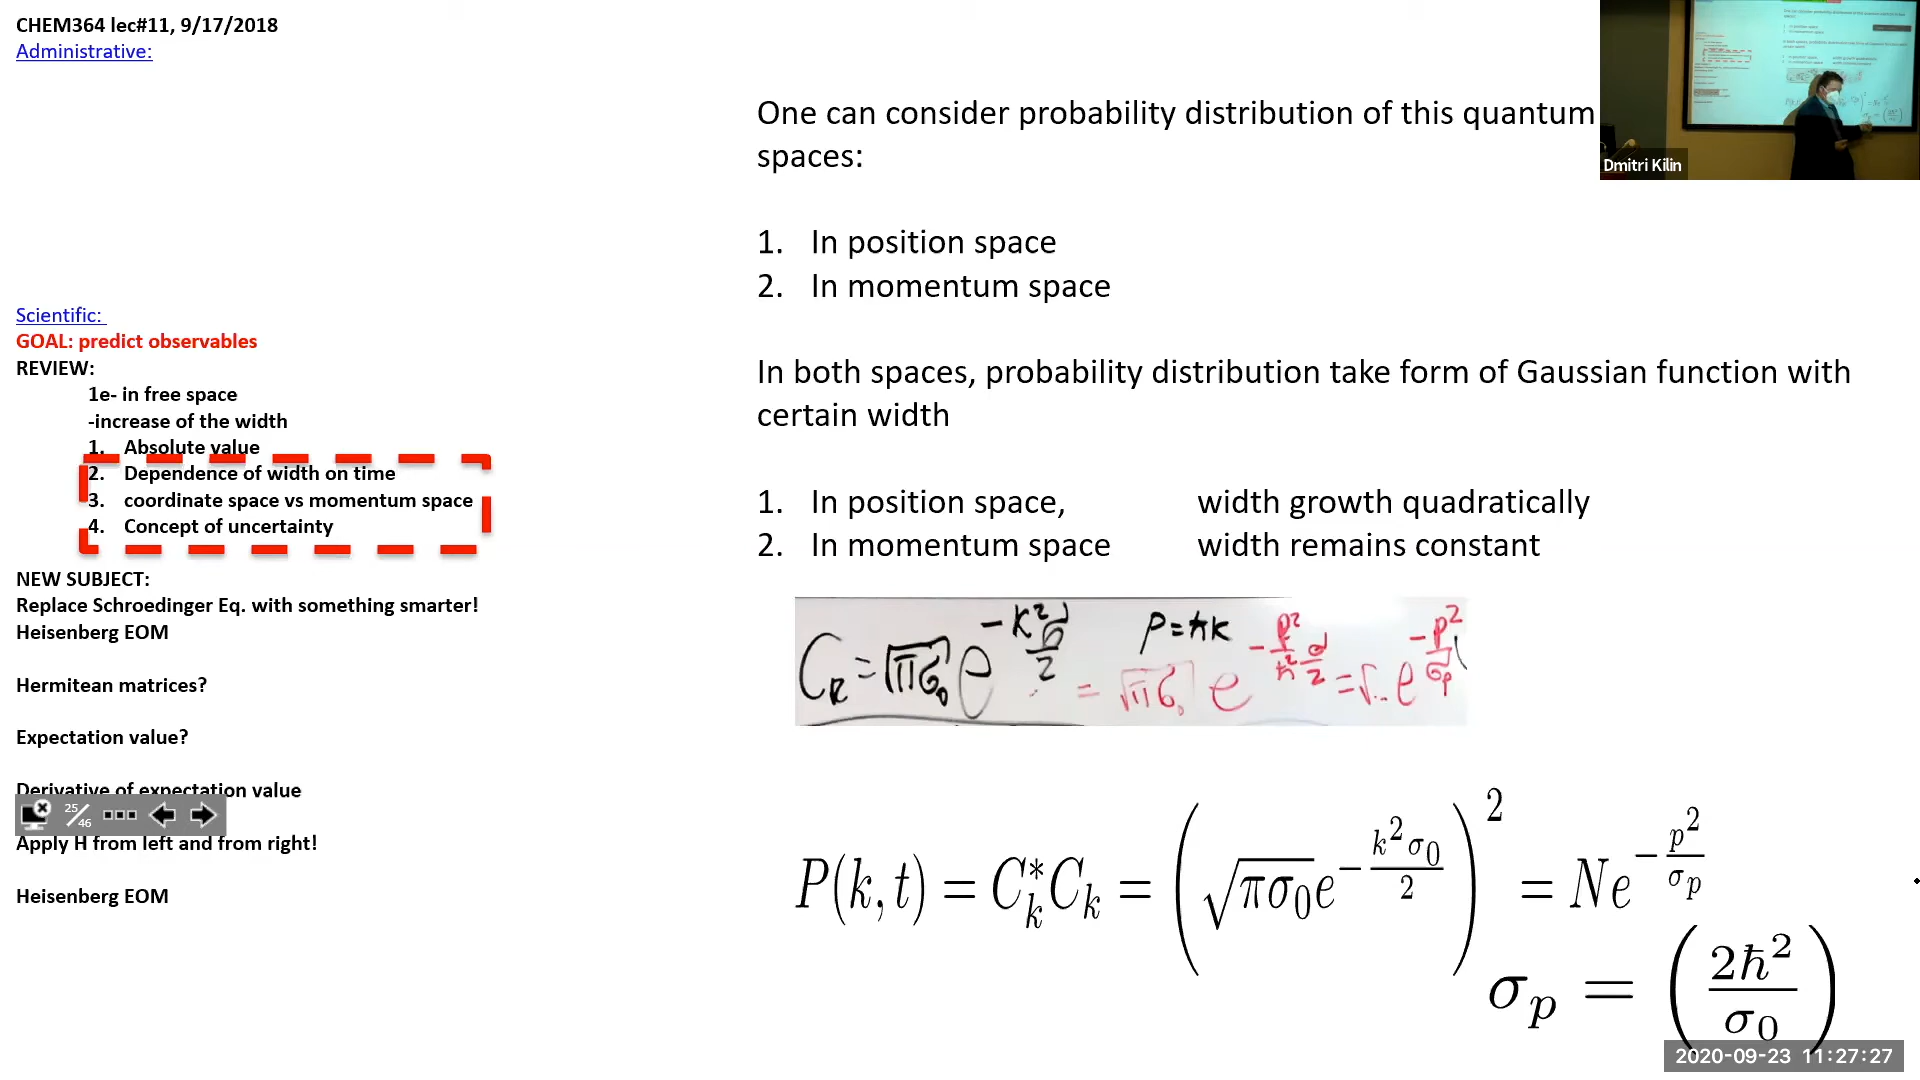 CHEM364 lec#11, 9/17/2018
Administrative:
Scientific:
GOAL: predict observables
REVIEW:
1e- in free space
-increase of the width
1. Absolute value
2. Dependence of width on time
3. coordinate space vs momentum space
4. Concept of uncertainty
NEW SUBJECT:
Replace Schroedinger Eq. with something smarter!
Heisenberg EOM
Hermitean matrices?
Expectation value?
Derivative of expectation value
25/46
Apply H from left and from right!
Heisenberg EOM
One can consider probability distribution of this quantum
spaces:
1. In position space
2. In momentum space
In both spaces, probability distribution take form of Gaussian function with
certain width
1. In position space, width growth quadratically
2. In momentum space width remains constant
P=ħk
P(k,t) = C*ₖCₖ = (√πσ₀ e^{-k²σ₀/2})² = Ne^{-p²/σₚ}
σₚ = (2ħ²/σ₀)
Dmitri Kilin
2020-09-23 11:27:27